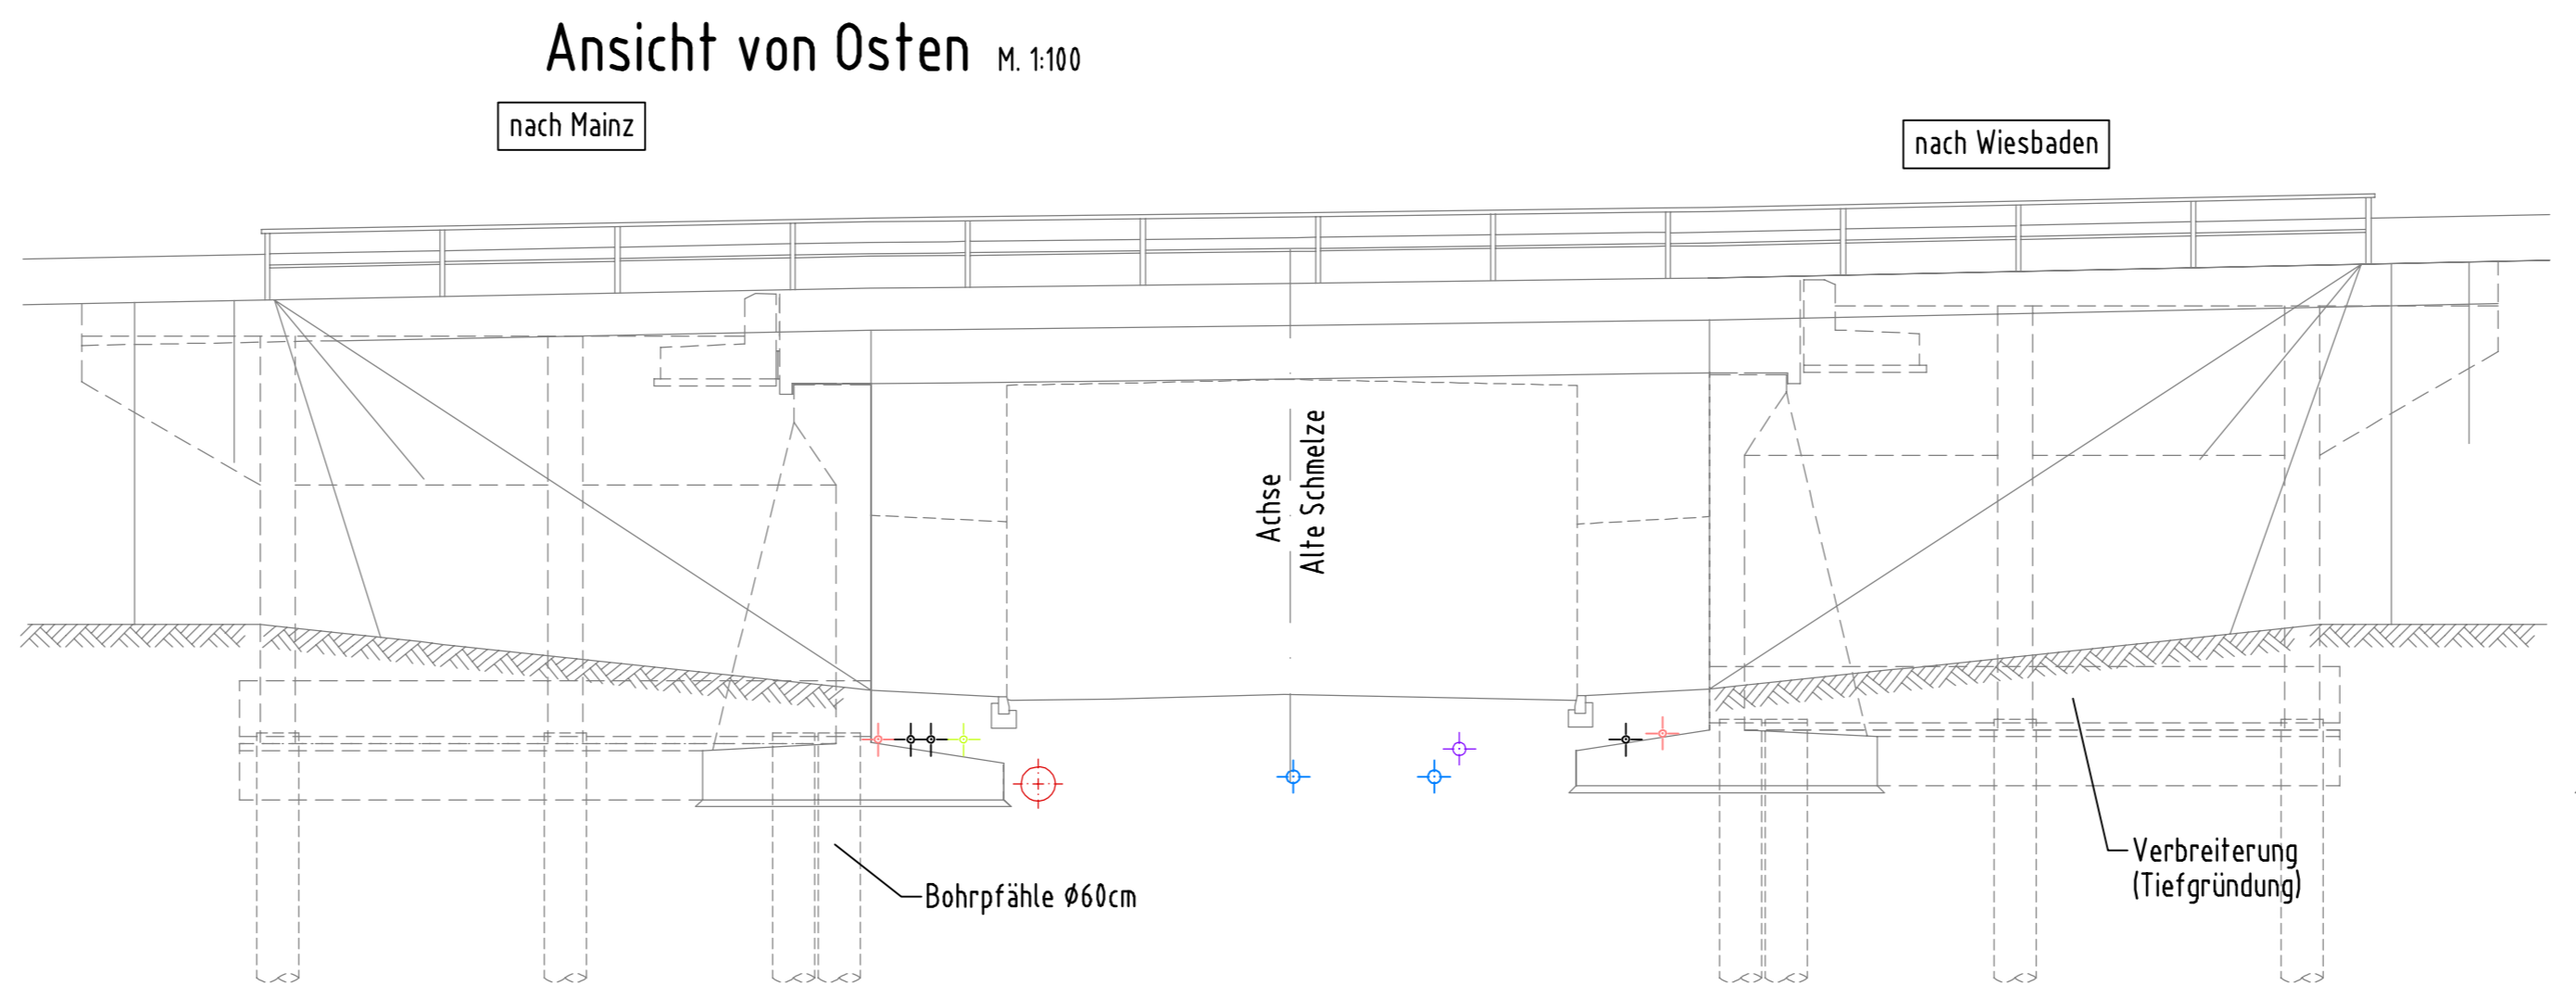 Ansicht von Osten M. 1:100
nach Mainz
nach Wiesbaden
Achse
Alte Schmelze
Verbreiterung
(Tiefgründung)
Bohrpfähle Ø60cm